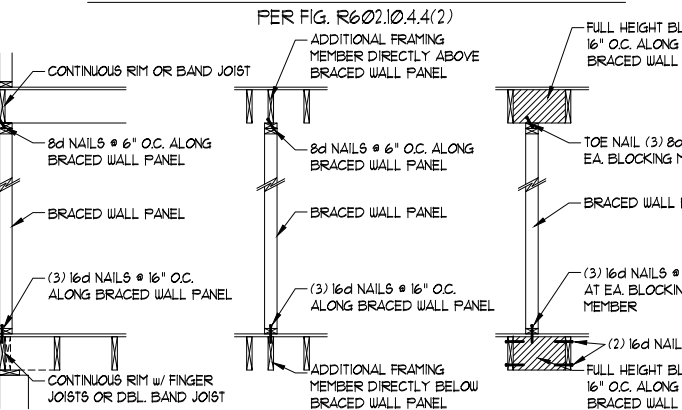 PER FIG. R602.10.4.4(2)
CONTINUOUS RIM OR BAND JOIST
8d NAILS @ 6" O.C. ALONG
BRACED WALL PANEL
BRACED WALL PANEL
(3) 16d NAILS @ 16" O.C.
ALONG BRACED WALL PANEL
CONTINUOUS RIM w/ FINGER
JOISTS OR DBL. BAND JOIST
ADDITIONAL FRAMING
MEMBER DIRECTLY ABOVE
BRACED WALL PANEL
8d NAILS @ 6" O.C. ALONG
BRACED WALL PANEL
BRACED WALL PANEL
(3) 16d NAILS @ 16" O.C.
ALONG BRACED WALL PANEL
ADDITIONAL FRAMING
MEMBER DIRECTLY BELOW
BRACED WALL PANEL
FULL HEIGHT BL
16" O.C. ALONG
BRACED WALL
TOE NAIL (3) 8d
EA. BLOCKING M
BRACED WALL
(3) 16d NAILS @
AT EA. BLOCKIN
MEMBER
(2) 16d NAIL
FULL HEIGHT BL
16" O.C. ALONG
BRACED WALL